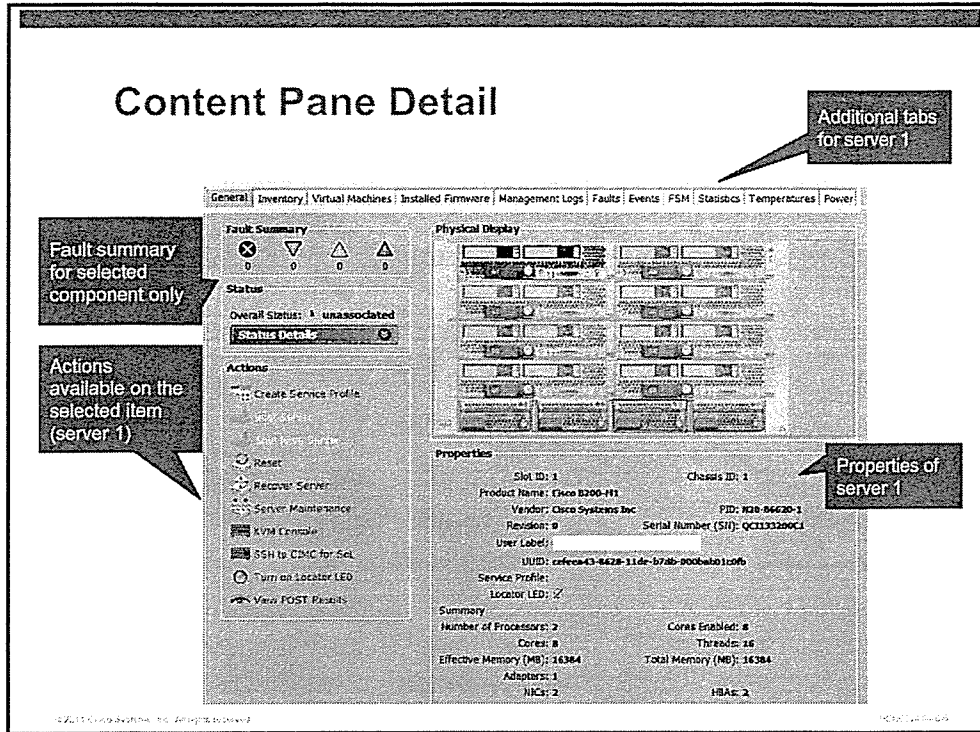 Content Pane Detail
Additional tabs
for server 1
General Inventory Virtual Machines Installed Firmware Management Logs Faults Events FSM Statistics Temperatures Power
Fault summary
for selected
component only
Fault Summary
0 0 0 0
Status
Overall Status: unassociated
Status Details
Actions
available on the
selected item
(server 1)
Actions
Create Service Profile
Reset
Recover Server
Server Maintenance
KVM Console
SSH to CIMC for SoL
Turn on Locator LED
View POST Results
Physical Display
Properties
Properties of
server 1
Slot ID: 1 Chassis ID: 1
Product Name: Cisco B200-M1
Vendor: Cisco Systems Inc PID: N20-B6620-1
Revision: 0 Serial Number (SN): QCI133200C1
User Label:
UUID:
Service Profile:
Locator LED:
Summary
Number of Processors: 2 Cores Enabled: 8
Cores: 8 Threads: 16
Effective Memory (MB): 16384 Total Memory (MB): 16384
Adapters: 1
NICs: 2 HBAs: 2